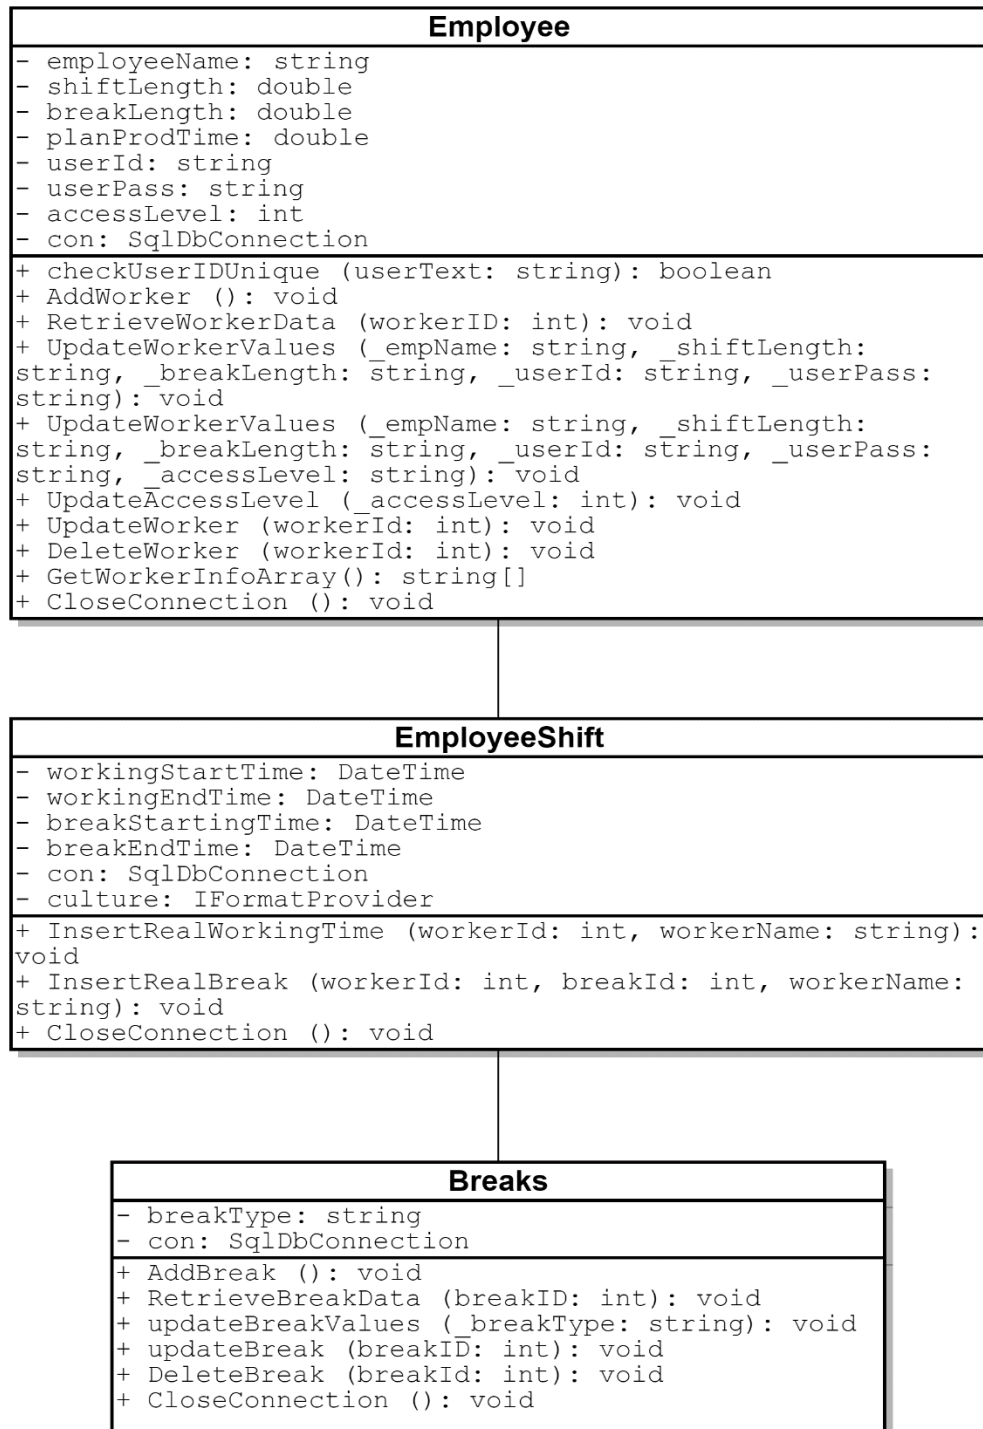 Employee
- employeeName: string
- shiftLength: double
- breakLength: double
- planProdTime: double
- userId: string
- userPass: string
- accessLevel: int
- con: SqlDbConnection
+ checkUserIDUnique (userText: string): boolean
+ AddWorker (): void
+ RetrieveWorkerData (workerID: int): void
+ UpdateWorkerValues (_empName: string, _shiftLength:
string, _breakLength: string, _userId: string, _userPass:
string): void
+ UpdateWorkerValues (_empName: string, _shiftLength:
string, _breakLength: string, _userId: string, _userPass:
string, _accessLevel: string): void
+ UpdateAccessLevel (_accessLevel: int): void
+ UpdateWorker (workerId: int): void
+ DeleteWorker (workerId: int): void
+ GetWorkerInfoArray(): string[]
+ CloseConnection (): void
EmployeeShift
- workingStartTime: DateTime
- workingEndTime: DateTime
- breakStartingTime: DateTime
- breakEndTime: DateTime
- con: SqlDbConnection
- culture: IFormatProvider
+ InsertRealWorkingTime (workerId: int, workerName: string):
void
+ InsertRealBreak (workerId: int, breakId: int, workerName:
string): void
+ CloseConnection (): void
Breaks
- breakType: string
- con: SqlDbConnection
+ AddBreak (): void
+ RetrieveBreakData (breakID: int): void
+ updateBreakValues (_breakType: string): void
+ updateBreak (breakID: int): void
+ DeleteBreak (breakId: int): void
+ CloseConnection (): void